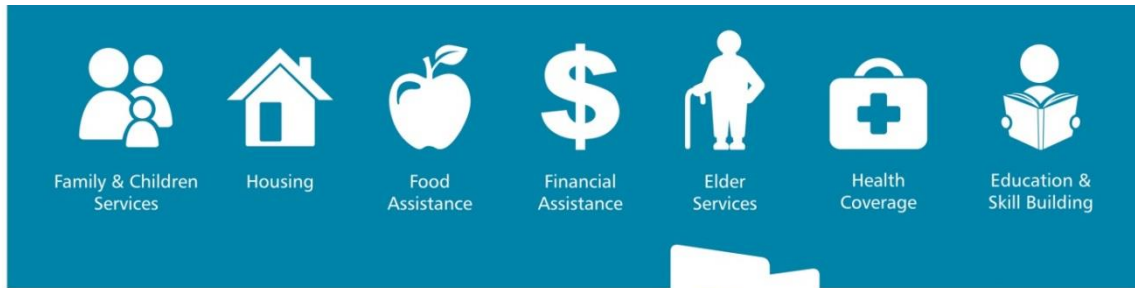 Family & Children
Services
Housing
Food
Assistance
Financial
Assistance
Elder
Services
Health
Coverage
Education &
Skill Building